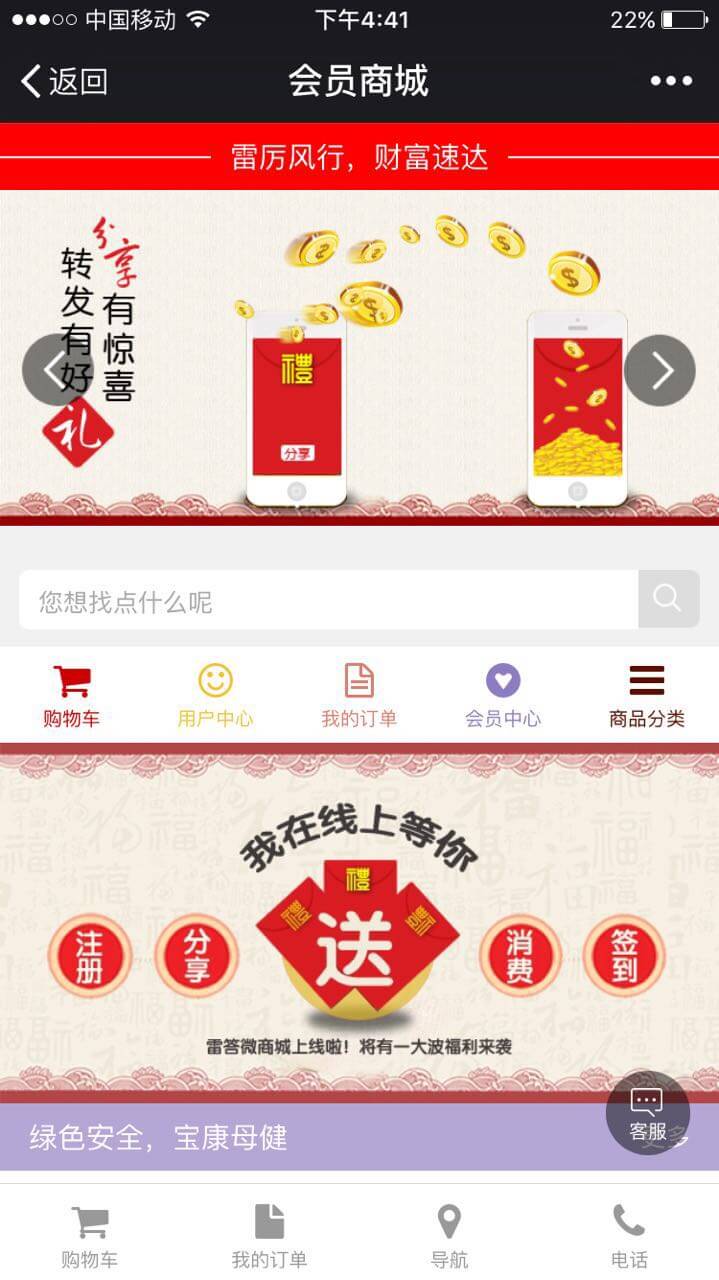 中国移动
下午4:41
22%
返回
会员商城
雷厉风行，财富速达
分享有惊喜
转发有好礼
禮
分享
您想找点什么呢
购物车
用户中心
我的订单
会员中心
商品分类
我在线上等你
禮
禮
禮
注册
分享
送
消费
签到
雷答微商城上线啦！将有一大波福利来袭
绿色安全，宝康母健
更多
客服
购物车
我的订单
导航
电话